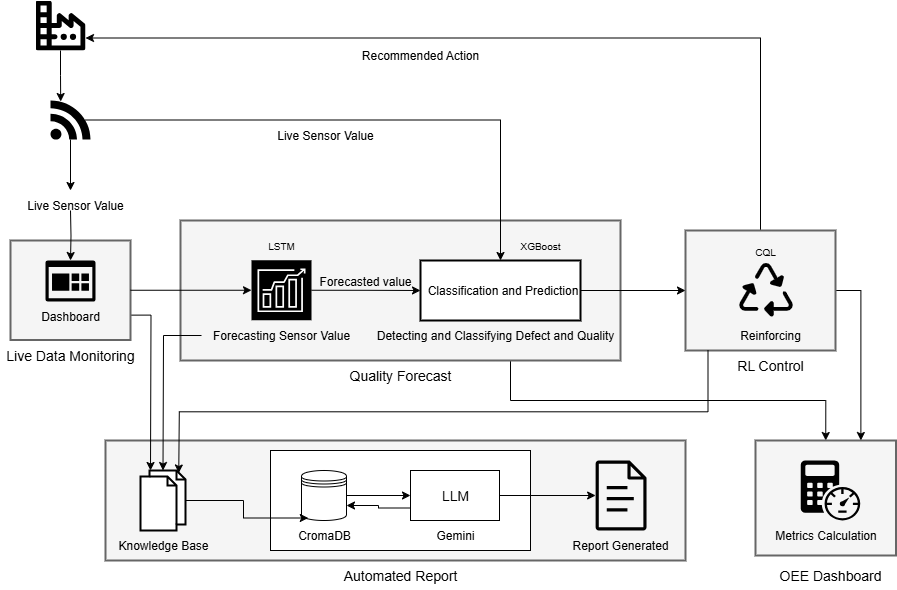 Recommended Action
Live Sensor Value
Live Sensor Value
LSTM
XGBoost
CQL
Forecasted value
Classification and Prediction
Dashboard
Forecasting Sensor Value
Detecting and Classifying Defect and Quality
Reinforcing
Live Data Monitoring
Quality Forecast
RL Control
LLM
Knowledge Base
CromaDB
Gemini
Report Generated
Metrics Calculation
Automated Report
OEE Dashboard